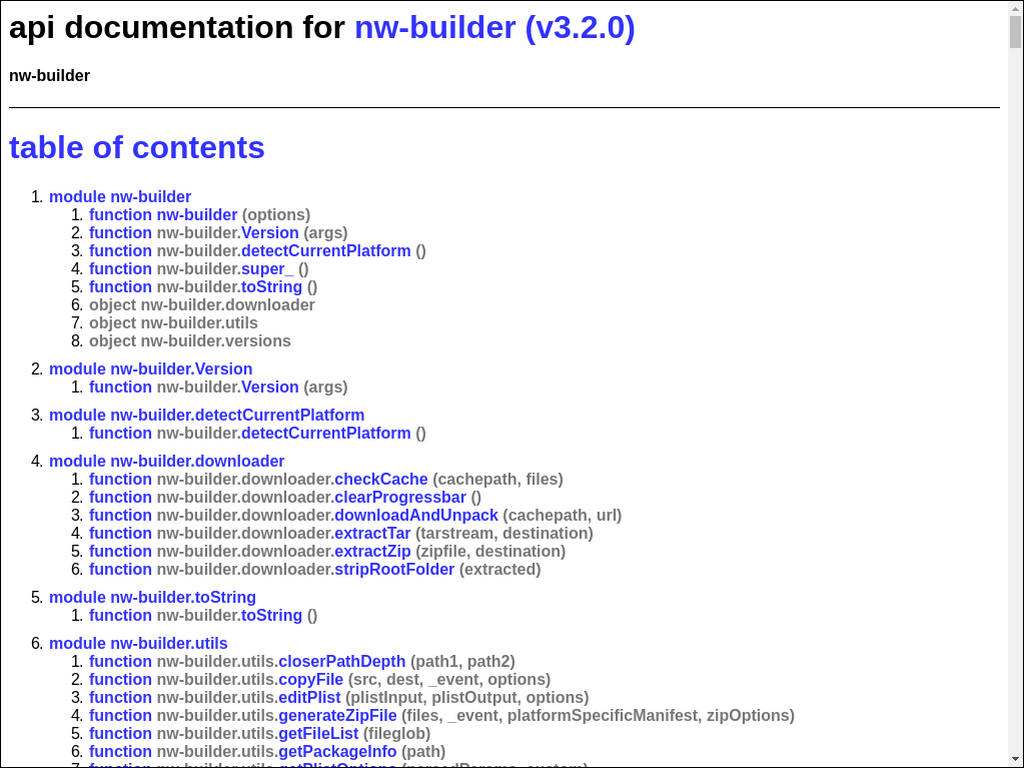 api documentation for nw-builder (v3.2.0)
nw-builder
table of contents
1. module nw-builder
1. function nw-builder (options)
2. function nw-builder.Version (args)
3. function nw-builder.detectCurrentPlatform ()
4. function nw-builder.super_ ()
5. function nw-builder.toString ()
6. object nw-builder.downloader
7. object nw-builder.utils
8. object nw-builder.versions
2. module nw-builder.Version
1. function nw-builder.Version (args)
3. module nw-builder.detectCurrentPlatform
1. function nw-builder.detectCurrentPlatform ()
4. module nw-builder.downloader
1. function nw-builder.downloader.checkCache (cachepath, files)
2. function nw-builder.downloader.clearProgressbar ()
3. function nw-builder.downloader.downloadAndUnpack (cachepath, url)
4. function nw-builder.downloader.extractTar (tarstream, destination)
5. function nw-builder.downloader.extractZip (zipfile, destination)
6. function nw-builder.downloader.stripRootFolder (extracted)
5. module nw-builder.toString
1. function nw-builder.toString ()
6. module nw-builder.utils
1. function nw-builder.utils.closerPathDepth (path1, path2)
2. function nw-builder.utils.copyFile (src, dest, _event, options)
3. function nw-builder.utils.editPlist (plistInput, plistOutput, options)
4. function nw-builder.utils.generateZipFile (files, _event, platformSpecificManifest, zipOptions)
5. function nw-builder.utils.getFileList (fileglob)
6. function nw-builder.utils.getPackageInfo (path)
7. function nw-builder.utils.getPlistOptions (parsedParams, custom)